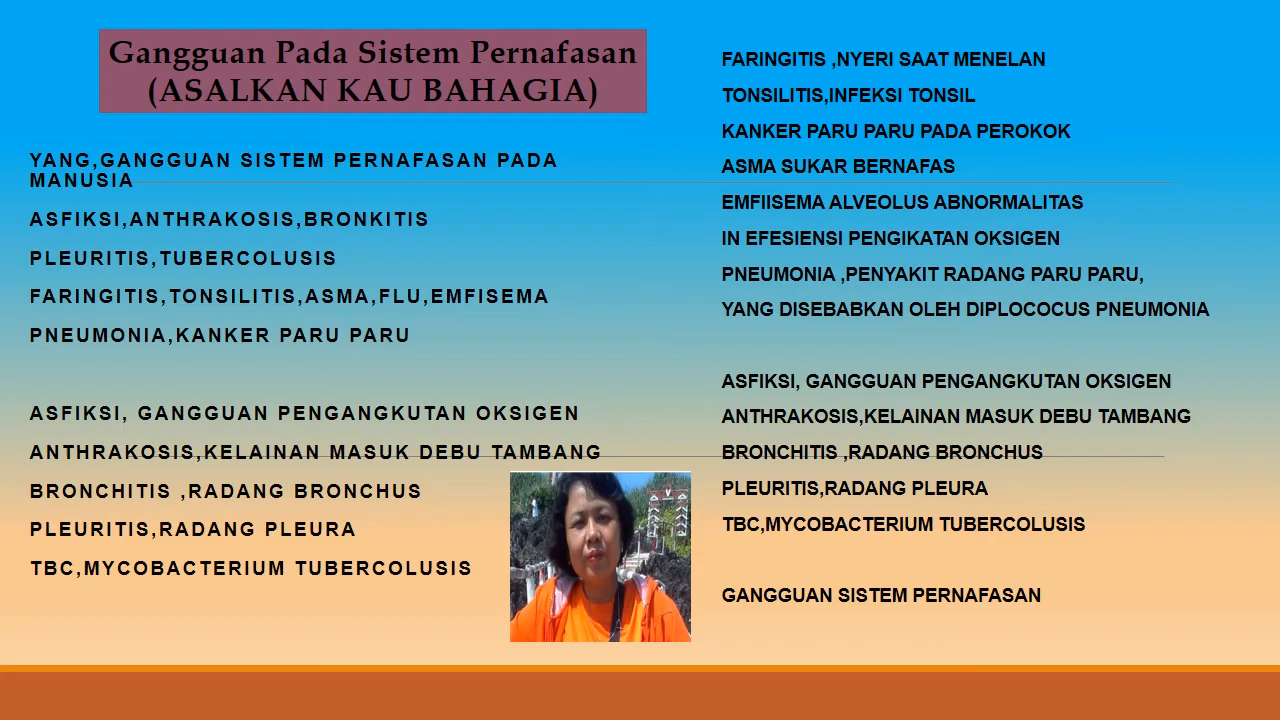 Gangguan Pada Sistem Pernafasan
(ASALKAN KAU BAHAGIA)
YANG,GANGGUAN SISTEM PERNAFASAN PADA
MANUSIA
ASFIKSI,ANTHRAKOSIS,BRONKITIS
PLEURITIS,TUBERCOLUSIS
FARINGITIS,TONSILITIS,ASMA,FLU,EMFISEMA
PNEUMONIA,KANKER PARU PARU
ASFIKSI, GANGGUAN PENGANGKUTAN OKSIGEN
ANTHRAKOSIS,KELAINAN MASUK DEBU TAMBANG
BRONCHITIS ,RADANG BRONCHUS
PLEURITIS,RADANG PLEURA
TBC,MYCOBACTERIUM TUBERCOLUSIS
FARINGITIS ,NYERI SAAT MENELAN
TONSILITIS,INFEKSI TONSIL
KANKER PARU PARU PADA PEROKOK
ASMA SUKAR BERNAFAS
EMFIISEMA ALVEOLUS ABNORMALITAS
IN EFESIENSI PENGIKATAN OKSIGEN
PNEUMONIA ,PENYAKIT RADANG PARU PARU,
YANG DISEBABKAN OLEH DIPLOCOCUS PNEUMONIA
ASFIKSI, GANGGUAN PENGANGKUTAN OKSIGEN
ANTHRAKOSIS,KELAINAN MASUK DEBU TAMBANG
BRONCHITIS ,RADANG BRONCHUS
PLEURITIS,RADANG PLEURA
TBC,MYCOBACTERIUM TUBERCOLUSIS
GANGGUAN SISTEM PERNAFASAN